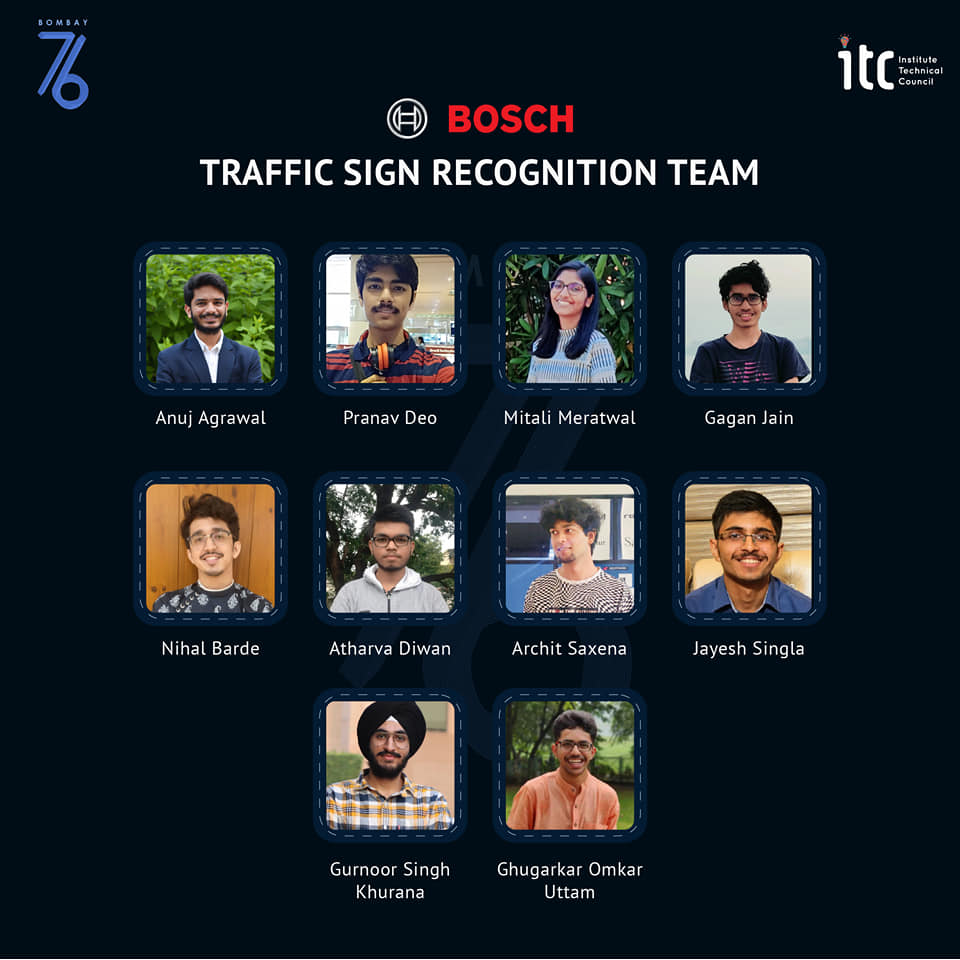 BOMBAY
76
itc
Institute
Technical
Council
BOSCH
TRAFFIC SIGN RECOGNITION TEAM
Anuj Agrawal
Pranav Deo
Mitali Meratwal
Gagan Jain
Nihal Barde
Atharva Diwan
Archit Saxena
Jayesh Singla
Gurnoor Singh
Khurana
Ghugarkar Omkar
Uttam